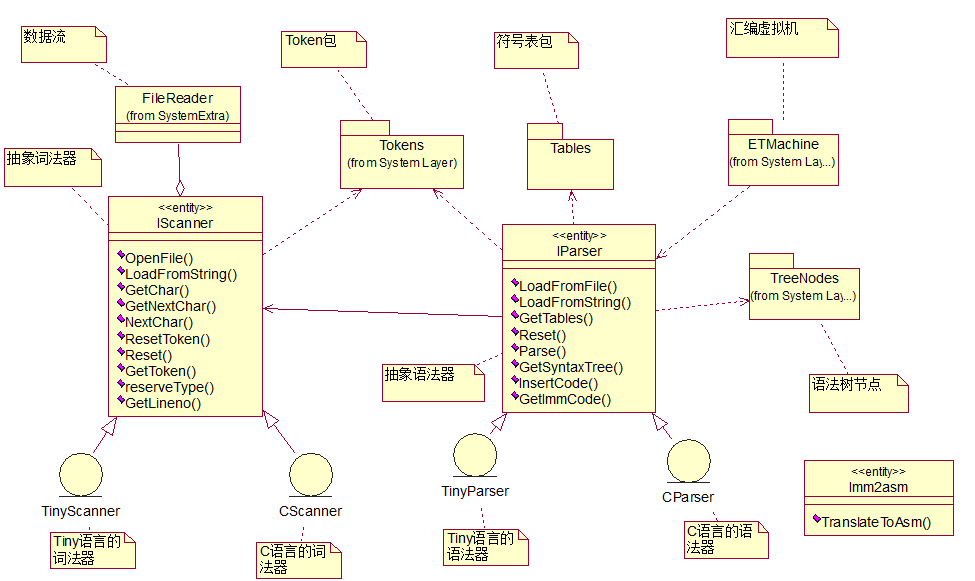 数据流
FileReader
(from SystemExtra)
Token包
Tokens
(from System Layer)
符号表包
Tables
汇编虚拟机
ETMachine
(from System Lay...)
抽象词法器
<<entity>>
IScanner
OpenFile()
LoadFromString()
GetChar()
GetNextChar()
NextChar()
ResetToken()
Reset()
GetToken()
reserveType()
GetLineno()
<<entity>>
IParser
LoadFromFile()
LoadFromString()
GetTables()
Reset()
Parse()
GetSyntaxTree()
InsertCode()
GetImmCode()
抽象语法器
TreeNodes
(from System Lay...)
语法树节点
TinyScanner
Tiny语言的
词法器
CScanner
C语言的词
法器
TinyParser
Tiny语言的
语法器
CParser
C语言的语
法器
<<entity>>
Imm2asm
TranslateToAsm()